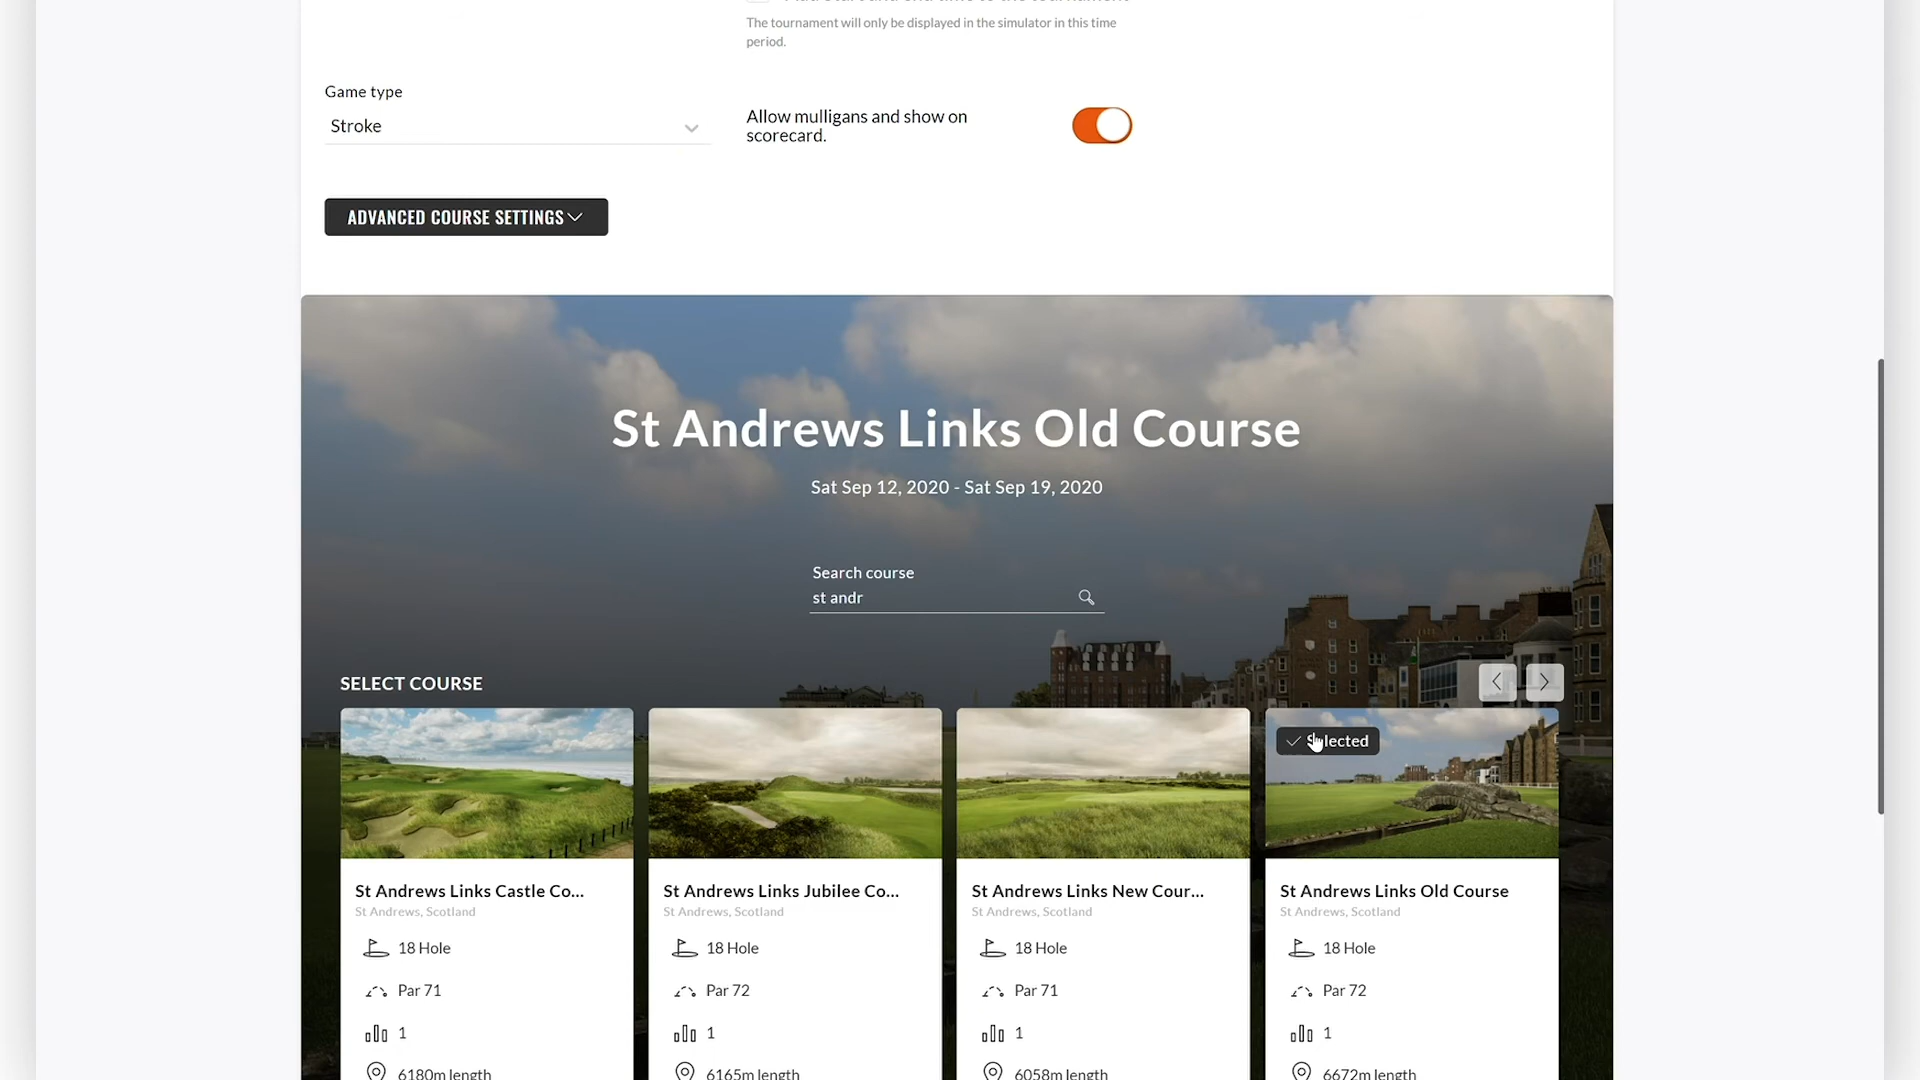 The tournament will only be displayed in the simulator in this time
period.
Game type
Stroke
Allow mulligans and show on
scorecard.
ADVANCED COURSE SETTINGS
St Andrews Links Old Course
Sat Sep 12, 2020 - Sat Sep 19, 2020
Search course
st andr
SELECT COURSE
Selected
St Andrews Links Castle Co...
St Andrews, Scotland
18 Hole
Par 71
1
6180m length
St Andrews Links Jubilee Co...
St Andrews, Scotland
18 Hole
Par 72
1
6165m length
St Andrews Links New Cour...
St Andrews, Scotland
18 Hole
Par 71
1
6058m length
St Andrews Links Old Course
St Andrews, Scotland
18 Hole
Par 72
1
6672m length